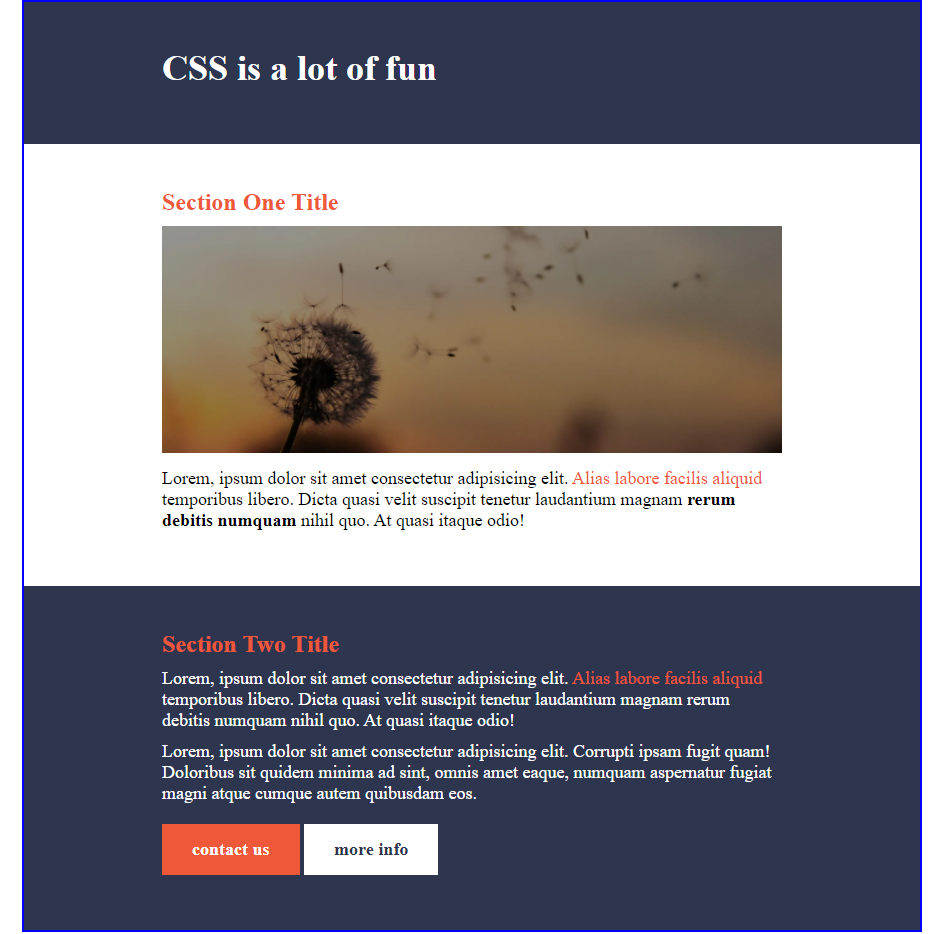 CSS is a lot of fun
Section One Title
Lorem, ipsum dolor sit amet consectetur adipisicing elit. Alias labore facilis aliquid
temporibus libero. Dicta quasi velit suscipit tenetur laudantium magnam rerum
debitis numquam nihil quo. At quasi itaque odio!
Section Two Title
Lorem, ipsum dolor sit amet consectetur adipisicing elit. Alias labore facilis aliquid
temporibus libero. Dicta quasi velit suscipit tenetur laudantium magnam rerum
debitis numquam nihil quo. At quasi itaque odio!
Lorem, ipsum dolor sit amet consectetur adipisicing elit. Corrupti ipsam fugit quam!
Doloribus sit quidem minima ad sint, omnis amet eaque, numquam aspernatur fugiat
magni atque cumque autem quibusdam eos.
contact us more info